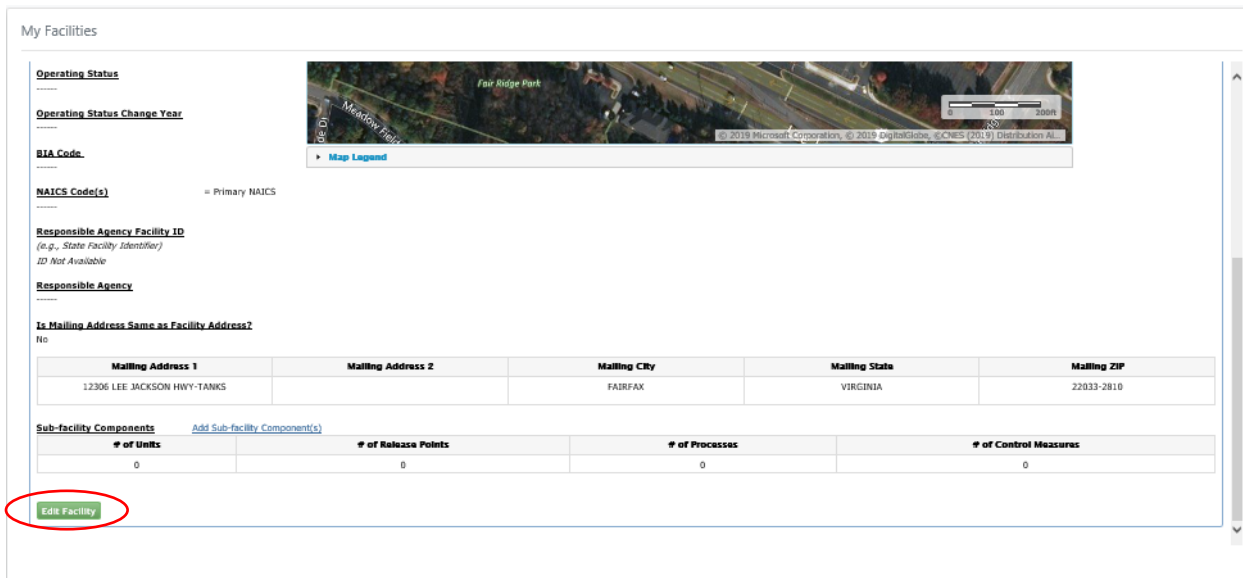 My Facilities
Operating Status
------
Operating Status Change Year
------
BIA Code
------
NAICS Code(s) = Primary NAICS
------
Responsible Agency Facility ID
(e.g., State Facility Identifier)
ID Not Available
Responsible Agency
------
Is Mailing Address Same as Facility Address?
No
Fair Ridge Park
Meadow Field
0 100 200ft
© 2019 Microsoft Corporation, © 2019 DigitalGlobe, ©CNES (2019) Distribution Ai...
Map Legend
Mailing Address 1 Mailing Address 2 Mailing City Mailing State Mailing ZIP
12306 LEE JACKSON HWY-TANKS FAIRFAX VIRGINIA 22033-2810
Sub-facility Components Add Sub-facility Component(s)
# of Units # of Release Points # of Processes # of Control Measures
0 0 0 0
Edit Facility